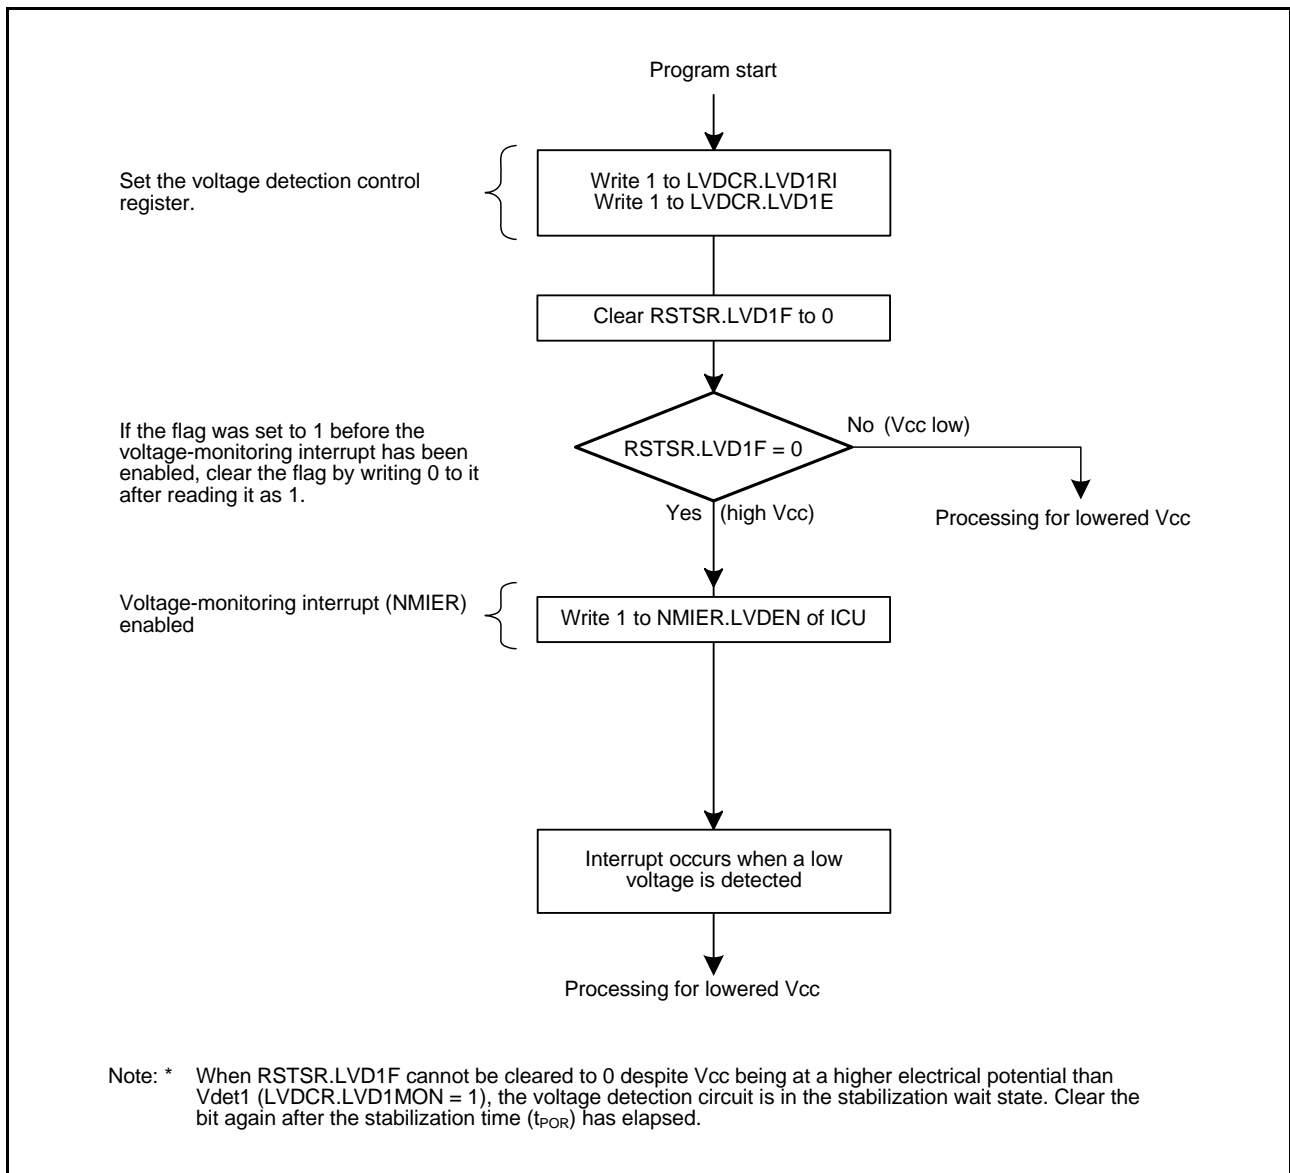 Program start
Set the voltage detection control
register.
Write 1 to LVDCR.LVD1RI
Write 1 to LVDCR.LVD1E
Clear RSTSR.LVD1F to 0
If the flag was set to 1 before the
voltage-monitoring interrupt has been
enabled, clear the flag by writing 0 to it
after reading it as 1.
RSTSR.LVD1F = 0
No (Vcc low)
Yes (high Vcc)
Processing for lowered Vcc
Voltage-monitoring interrupt (NMIER)
enabled
Write 1 to NMIER.LVDEN of ICU
Interrupt occurs when a low
voltage is detected
Processing for lowered Vcc
Note: * When RSTSR.LVD1F cannot be cleared to 0 despite Vcc being at a higher electrical potential than
Vdet1 (LVDCR.LVD1MON = 1), the voltage detection circuit is in the stabilization wait state. Clear the
bit again after the stabilization time (tPOR) has elapsed.